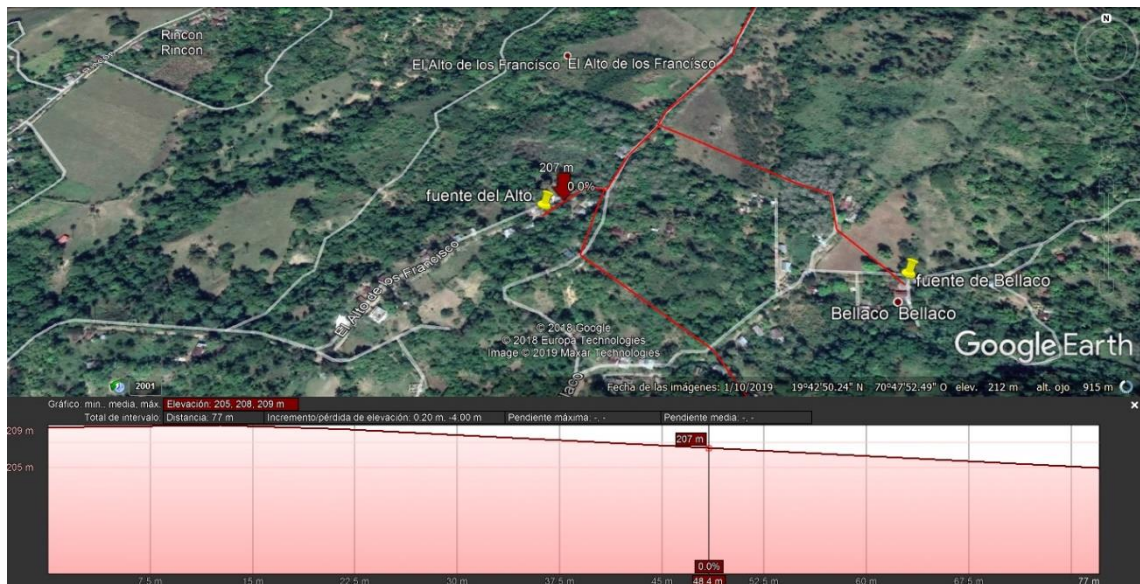 Rincon
Rincon
Rincon
El Alto de los Francisco El Alto de los Francisco
N
207 m
0.0%
fuente del Alto
El Alto de los Francisco
fuente de Bellaco
Bellaco Bellaco
© 2018 Google
© 2018 Europa Technologies
Image © 2019 Maxar Technologies
Google Earth
2001
Fecha de las imágenes: 1/10/2019 19°42'50.24" N 70°47'52.49" O elev. 212 m alt. ojo 915 m
Gráfico: mín., media, máx. Elevación: 205, 208, 209 m
Total de intervalo: Distancia: 77 m Incremento/pérdida de elevación: 0.20 m, -4.00 m Pendiente máxima: -, - Pendiente media: -, -
209 m
207 m
205 m
0.0%
7.5 m 15 m 22.5 m 30 m 37.5 m 45 m 48.4 m 52.5 m 60 m 67.5 m 77 m